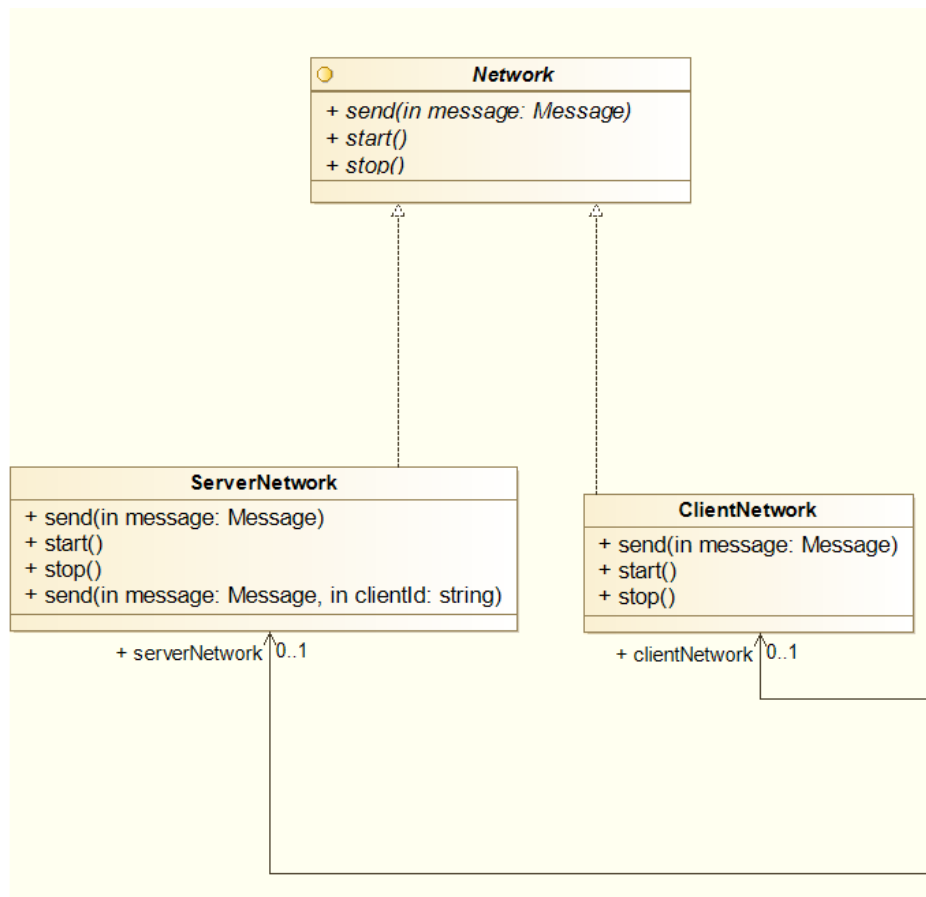 Network
+ send(in message: Message)
+ start()
+ stop()
ServerNetwork
+ send(in message: Message)
+ start()
+ stop()
+ send(in message: Message, in clientId: string)
ClientNetwork
+ send(in message: Message)
+ start()
+ stop()
+ serverNetwork 0..1
+ clientNetwork 0..1